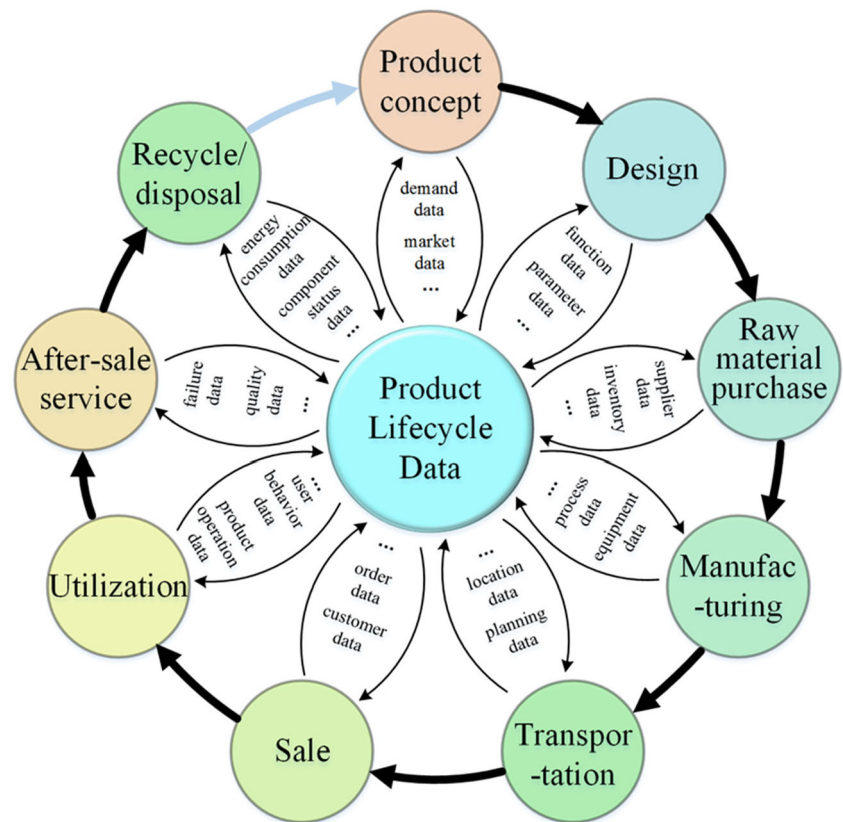 Product
concept
Design
Raw
material
purchase
Manufac
-turing
Transpor
-tation
Sale
Utilization
After-sale
service
Recycle/
disposal
Product
Lifecycle
Data
demand
data
market
data
...
function
data
parameter
data
...
supplier
data
inventory
data
...
...
process
data
equipment
data
...
location
data
planning
data
...
order
data
customer
data
...
user
behavior
data
product
operation
data
failure
data
quality
data
...
energy
consumption
data
component
status
data
...